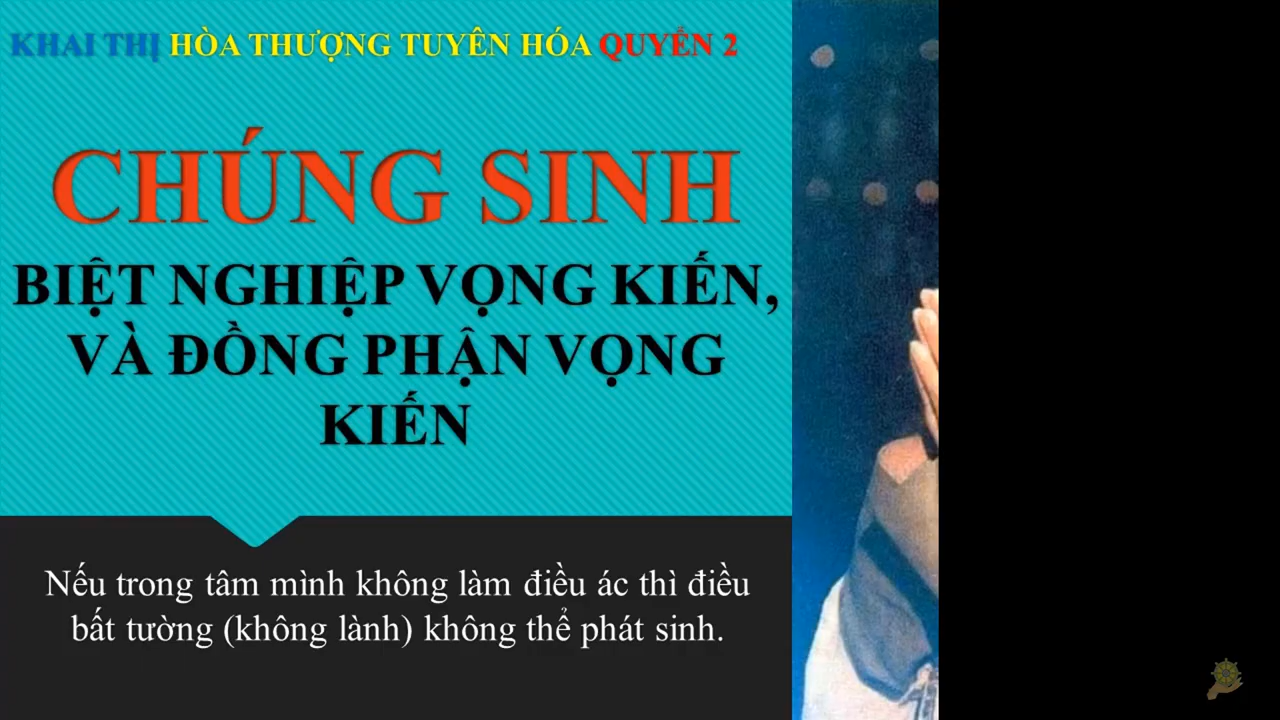 KHAI THỊ HÒA THƯỢNG TUYÊN HÓA QUYỂN 2
CHÚNG SINH
BIỆT NGHIỆP VỌNG KIẾN,
VÀ ĐỒNG PHẬN VỌNG
KIẾN
Nếu trong tâm mình không làm điều ác thì điều
bất tường (không lành) không thể phát sinh.